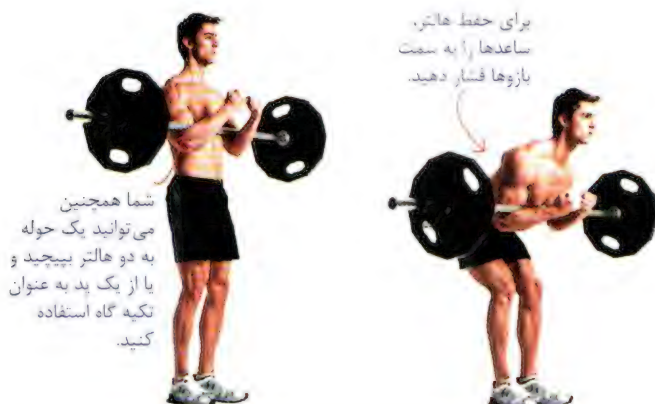 برای حفظ هالتر،
ساعدها را به سمت
بازوها فشار دهید.
شما همچنین
می‌توانید یک حوله
به دو هالتر بپیچید و
یا از یک پد به عنوان
تکیه گاه استفاده
کنید.